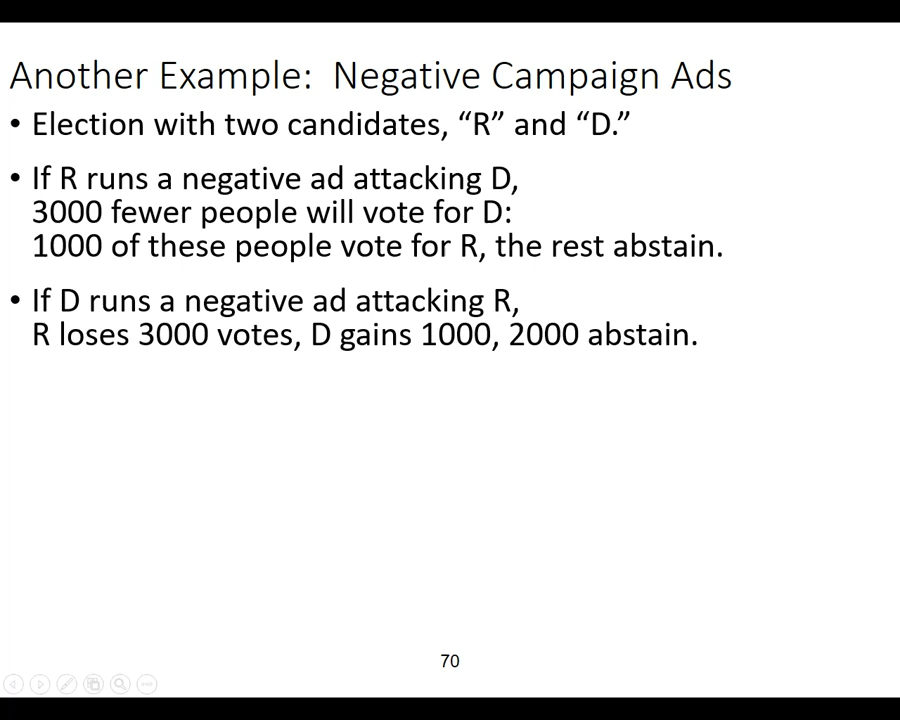 Another Example:  Negative Campaign Ads
• Election with two candidates, “R” and “D.”
• If R runs a negative ad attacking D,
3000 fewer people will vote for D:
1000 of these people vote for R, the rest abstain.
• If D runs a negative ad attacking R,
R loses 3000 votes, D gains 1000, 2000 abstain.
70